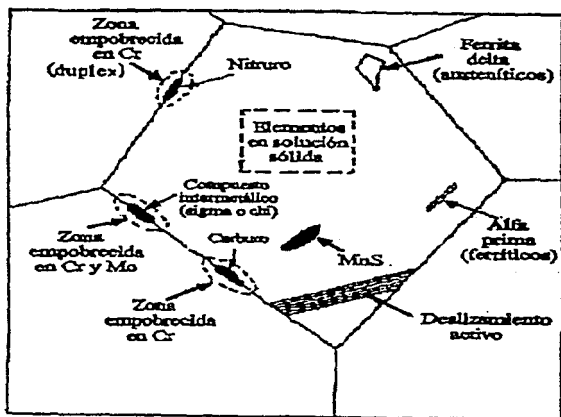 Zona
empobrecida
en Cr
(duplex)
Nitruro
Ferrita
delta
(austeníticos)
Elementos
en solución
sólida
Compuesto
intermetálico
(sigma o chi)
Zona
empobrecida
en Cr y Mo
Carburo
MnS
Alfa
prima
(ferríticos)
Zona
empobrecida
en Cr
Deslizamiento
activo